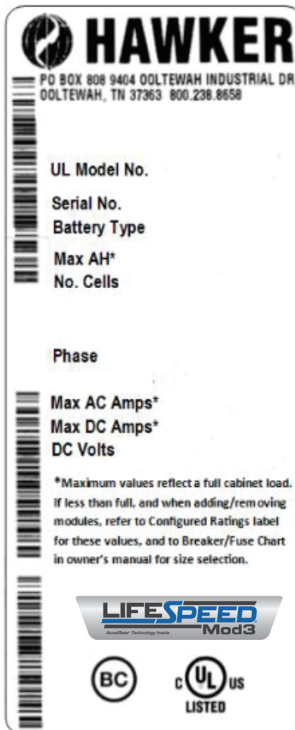 HAWKER
PO BOX 808 9404 OOLTEWAH INDUSTRIAL DR
OOLTEWAH, TN 37363 800.238.8658
UL Model No.
Serial No.
Battery Type
Max AH*
No. Cells
Phase
Max AC Amps*
Max DC Amps*
DC Volts
*Maximum values reflect a full cabinet load.
If less than full, and when adding/removing
modules, refer to Configured Ratings label
for these values, and to Breaker/Fuse Chart
in owner's manual for size selection.
LIFESPEED
Mod3
AccelRate® Technology Inside
BC
C UL US
LISTED